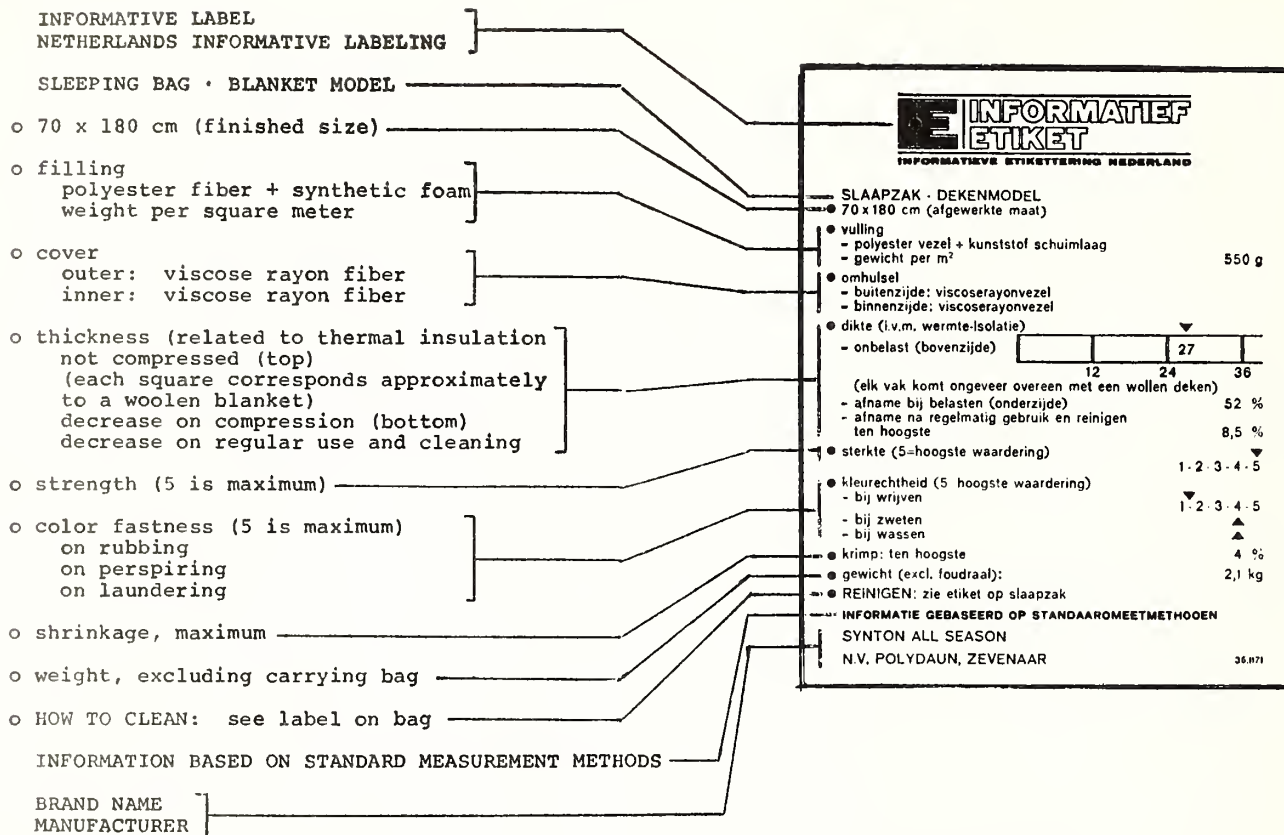 INFORMATIVE LABEL
NETHERLANDS INFORMATIVE LABELING
SLEEPING BAG · BLANKET MODEL
o 70 x 180 cm (finished size)
o filling
polyester fiber + synthetic foam
weight per square meter
o cover
outer: viscose rayon fiber
inner: viscose rayon fiber
o thickness (related to thermal insulation
not compressed (top)
(each square corresponds approximately
to a woolen blanket)
decrease on compression (bottom)
decrease on regular use and cleaning
o strength (5 is maximum)
o color fastness (5 is maximum)
on rubbing
on perspiring
on laundering
o shrinkage, maximum
o weight, excluding carrying bag
o HOW TO CLEAN: see label on bag
INFORMATION BASED ON STANDARD MEASUREMENT METHODS
BRAND NAME
MANUFACTURER
IE INFORMATIEF
ETIKET
INFORMATIEVE ETIKETTERING NEDERLAND
SLAAPZAK · DEKENMODEL
● 70 x 180 cm (afgewerkte maat)
● vulling
- polyester vezel + kunststof schuimlaag
- gewicht per m² 550 g
● omhulsel
- buitenzijde: viscoserayonvezel
- binnenzijde: viscoserayonvezel
● dikte (i.v.m. wermte-Isolatie)
- onbelast (bovenzijde) 27
12 24 36
(elk vak komt ongeveer overeen met een wollen deken)
- afname bij belasten (onderzijde) 52 %
- afname na regelmatig gebruik en reinigen
ten hoogste 8,5 %
● sterkte (5=hoogste waardering)
1 · 2 · 3 · 4 · 5
● kleurechtheid (5 hoogste waardering)
- bij wrijven 1 · 2 · 3 · 4 · 5
- bij zweten
- bij wassen
● krimp: ten hoogste 4 %
● gewicht (excl. foudraal): 2,1 kg
● REINIGEN: zie etiket op slaapzak
INFORMATIE GEBASEERD OP STANDAAROMEETMETHOOEN
SYNTON ALL SEASON
N.V. POLYDAUN, ZEVENAAR 36.1171